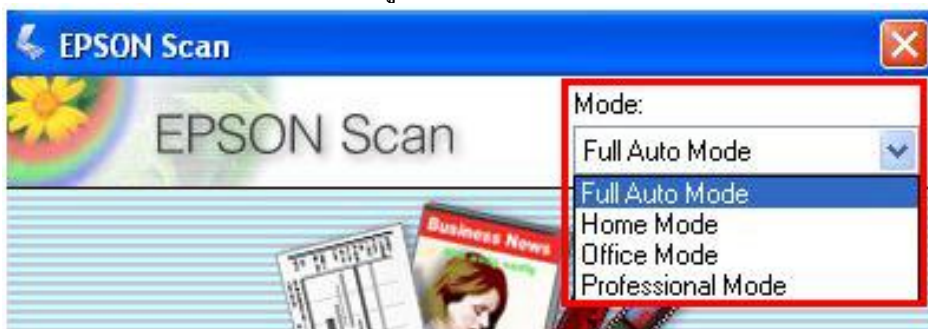 EPSON Scan
EPSON Scan
Mode:
Full Auto Mode
Full Auto Mode
Home Mode
Office Mode
Professional Mode
Business News